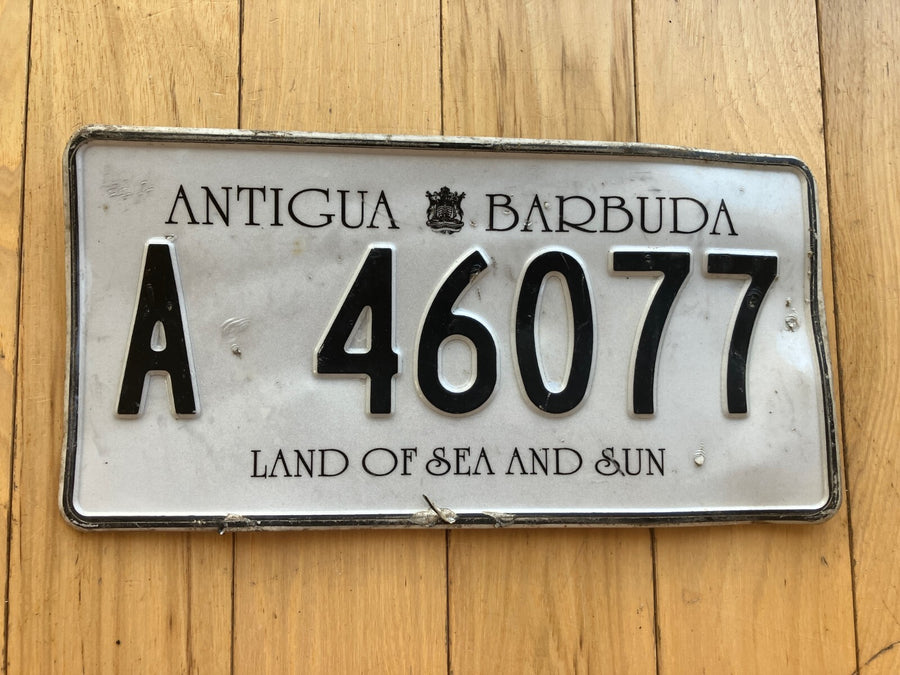 ANTIGUA BARBUDA
A 46077
LAND OF SEA AND SUN